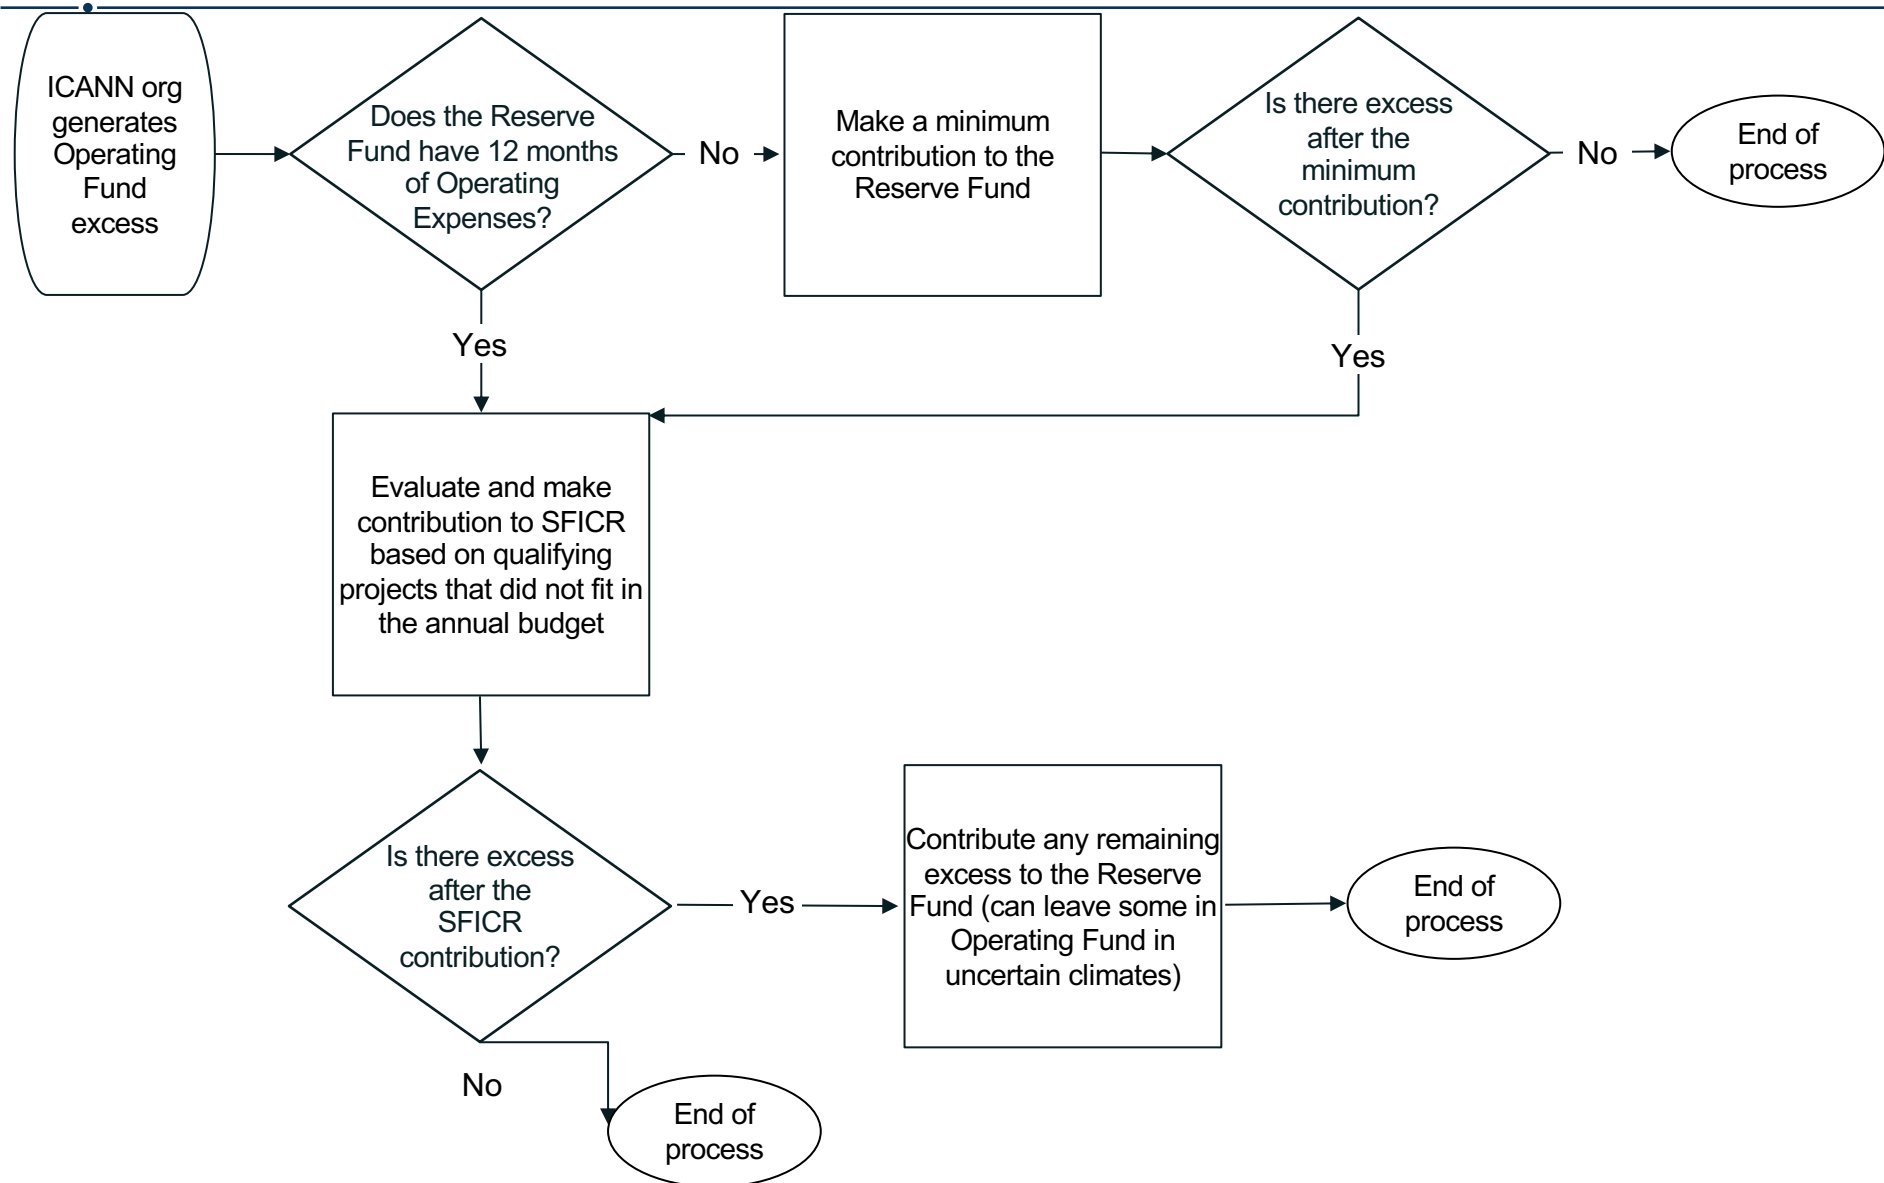 ICANN org
generates
Operating
Fund
excess
Does the Reserve
Fund have 12 months
of Operating
Expenses?
No
Make a minimum
contribution to the
Reserve Fund
Is there excess
after the
minimum
contribution?
No
End of
process
Yes
Yes
Evaluate and make
contribution to SFICR
based on qualifying
projects that did not fit in
the annual budget
Is there excess
after the
SFICR
contribution?
Yes
Contribute any remaining
excess to the Reserve
Fund (can leave some in
Operating Fund in
uncertain climates)
End of
process
No
End of
process